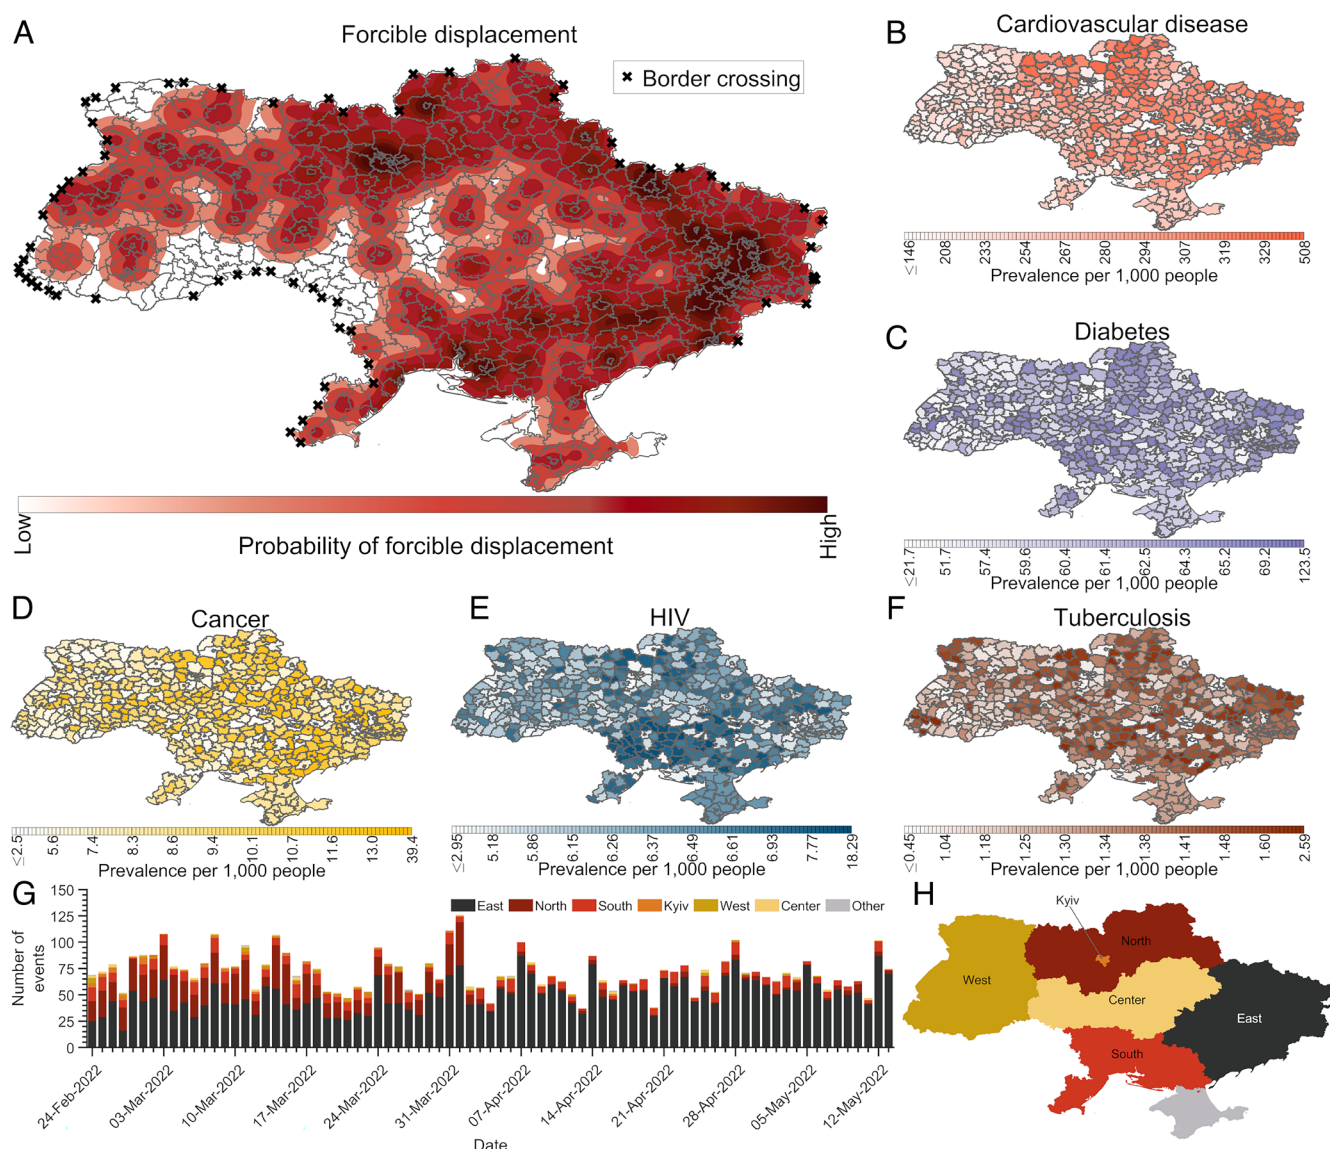 A
Forcible displacement
Border crossing
Low
High
Probability of forcible displacement
B
Cardiovascular disease
≤146
208
233
254
267
280
294
307
319
329
508
Prevalence per 1,000 people
C
Diabetes
≤21.7
51.7
57.4
59.6
60.4
61.4
62.5
64.3
65.2
69.2
123.5
Prevalence per 1,000 people
D
Cancer
≤2.5
5.6
7.4
8.3
8.6
9.4
10.1
10.7
11.6
13.0
39.4
Prevalence per 1,000 people
E
HIV
≤2.95
5.18
5.86
6.15
6.26
6.37
6.49
6.61
6.93
7.77
18.29
Prevalence per 1,000 people
F
Tuberculosis
≤0.45
1.04
1.18
1.25
1.30
1.34
1.38
1.41
1.48
1.60
2.59
Prevalence per 1,000 people
G
East North South Kyiv West Center Other
Number of
events
150
125
100
75
50
25
0
24-Feb-2022
03-Mar-2022
10-Mar-2022
17-Mar-2022
24-Mar-2022
31-Mar-2022
07-Apr-2022
14-Apr-2022
21-Apr-2022
28-Apr-2022
05-May-2022
12-May-2022
Date
H
Kyiv
North
West
Center
East
South